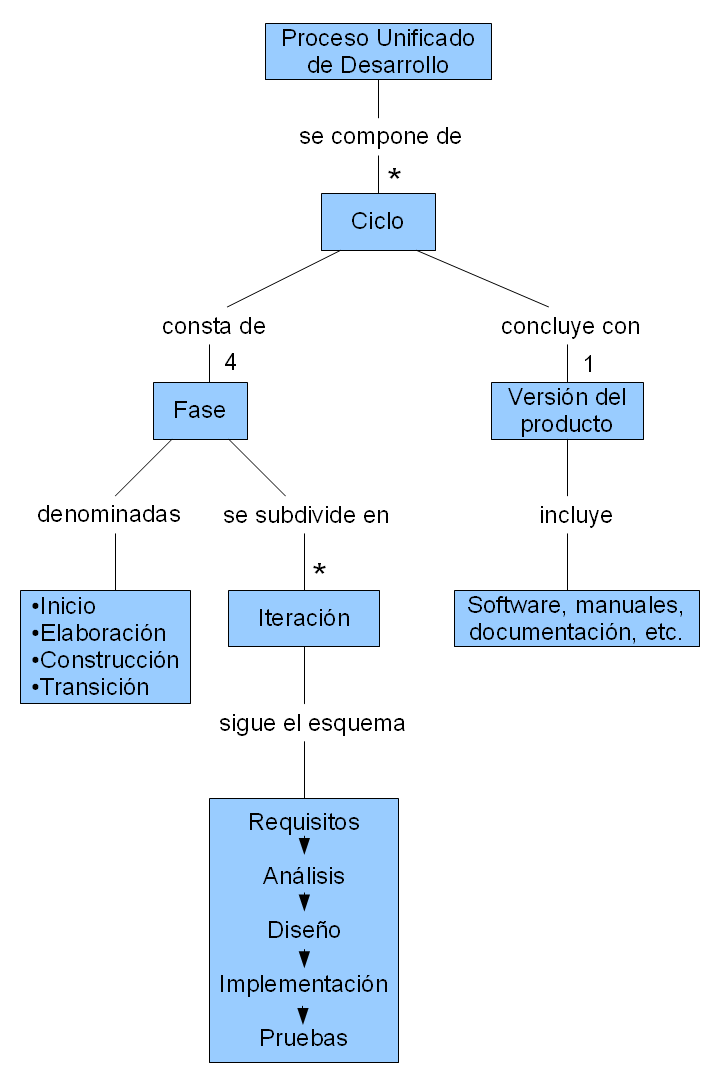 Proceso Unificado
de Desarrollo
se compone de
*
Ciclo
consta de
concluye con
4
1
Fase
Versión del
producto
denominadas
se subdivide en
incluye
*
•Inicio
•Elaboración
•Construcción
•Transición
Iteración
Software, manuales,
documentación, etc.
sigue el esquema
Requisitos
Análisis
Diseño
Implementación
Pruebas